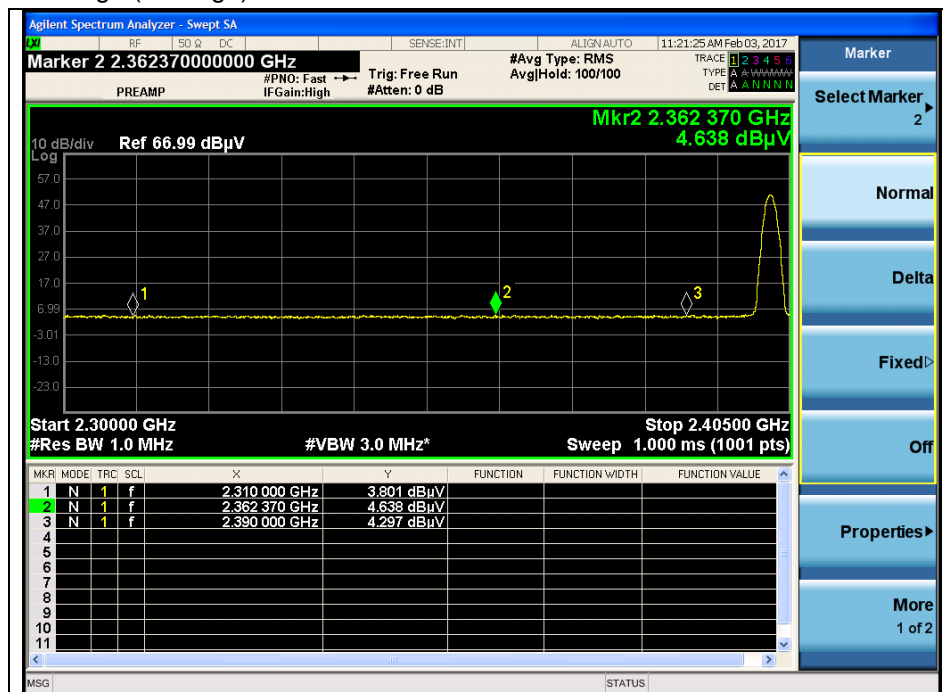 Agilent Spectrum Analyzer - Swept SA
LXI RF 50 Ω DC SENSE:INT ALIGN AUTO 11:21:25 AM Feb 03, 2017
Marker 2 2.362370000000 GHz
PREAMP
#PNO: Fast
IFGain:High
Trig: Free Run
#Atten: 0 dB
#Avg Type: RMS
Avg|Hold: 100/100
TRACE 1 2 3 4 5 6
TYPE A A WWWW
DET A A N N N N
Mkr2 2.362 370 GHz
4.638 dBµV
10 dB/div Ref 66.99 dBµV
Log
57.0
47.0
37.0
27.0
17.0
6.99
-3.01
-13.0
-23.0
1
2
3
Start 2.30000 GHz
Stop 2.40500 GHz
#Res BW 1.0 MHz
#VBW 3.0 MHz*
Sweep 1.000 ms (1001 pts)
MKR MODE TRC SCL X Y FUNCTION FUNCTION WIDTH FUNCTION VALUE
1 N 1 f 2.310 000 GHz 3.801 dBµV
2 N 1 f 2.362 370 GHz 4.638 dBµV
3 N 1 f 2.390 000 GHz 4.297 dBµV
4
5
6
7
8
9
10
11
MSG
STATUS
Marker
Select Marker
2
Normal
Delta
Fixed
Off
Properties
More
1 of 2